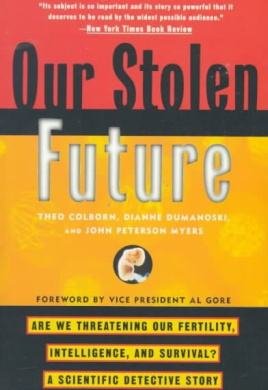 "Its subject is so important and its story so powerful that it
deserves to be read by the widest possible audience."
—New York Times Book Review
Our Stolen
Future
THEO COLBORN, DIANNE DUMANOSKI,
AND JOHN PETERSON MYERS
FOREWORD BY VICE PRESIDENT AL GORE
ARE WE THREATENING OUR FERTILITY,
INTELLIGENCE, AND SURVIVAL?
A SCIENTIFIC DETECTIVE STORY